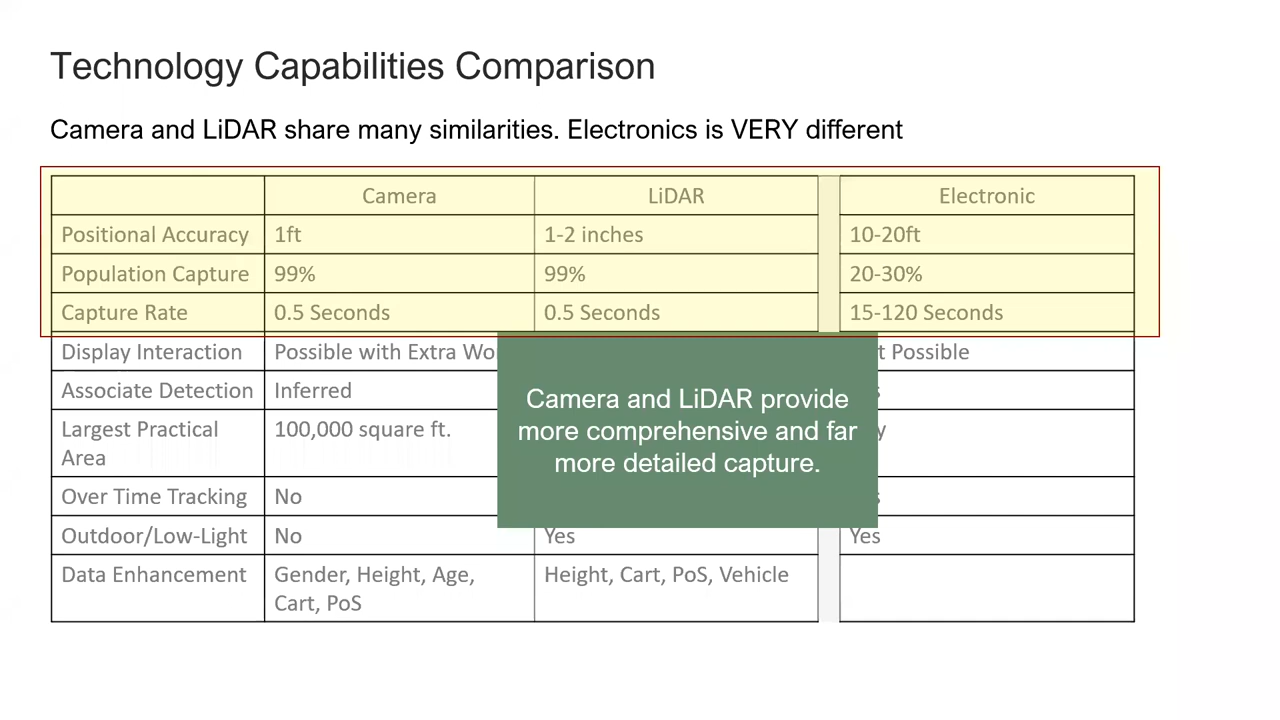 Technology Capabilities Comparison
Camera and LiDAR share many similarities. Electronics is VERY different
Camera LiDAR Electronic
Positional Accuracy 1ft 1-2 inches 10-20ft
Population Capture 99% 99% 20-30%
Capture Rate 0.5 Seconds 0.5 Seconds 15-120 Seconds
Display Interaction Possible with Extra Possible
Associate Detection Inferred
Largest Practical 100,000 square ft.
Area
Camera and LiDAR provide
more comprehensive and far
more detailed capture.
Over Time Tracking No
Outdoor/Low-Light No Yes Yes
Data Enhancement Gender, Height, Age, Height, Cart, PoS, Vehicle
Cart, PoS